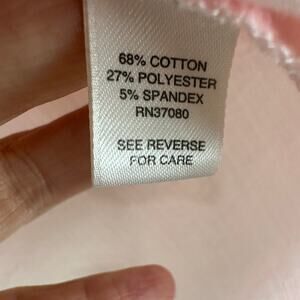 68% COTTON
27% POLYESTER
5% SPANDEX
RN37080
SEE REVERSE
FOR CARE